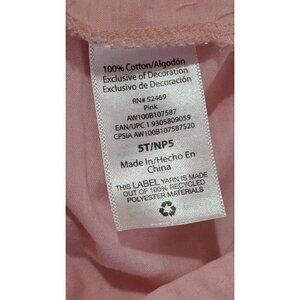 100% Cotton/Algodón
Exclusive of Decoration
Exclusivo de Decoración
RN# 52469
Pink
AW100B107587
EAN/UPC 1 9305809059
CPSIA AW100B107587S20
5T/NP5
Made In/Hecho En
China
THIS LABEL YARN IS MADE
OUT OF 100% RECYCLED
POLYESTER MATERIALS